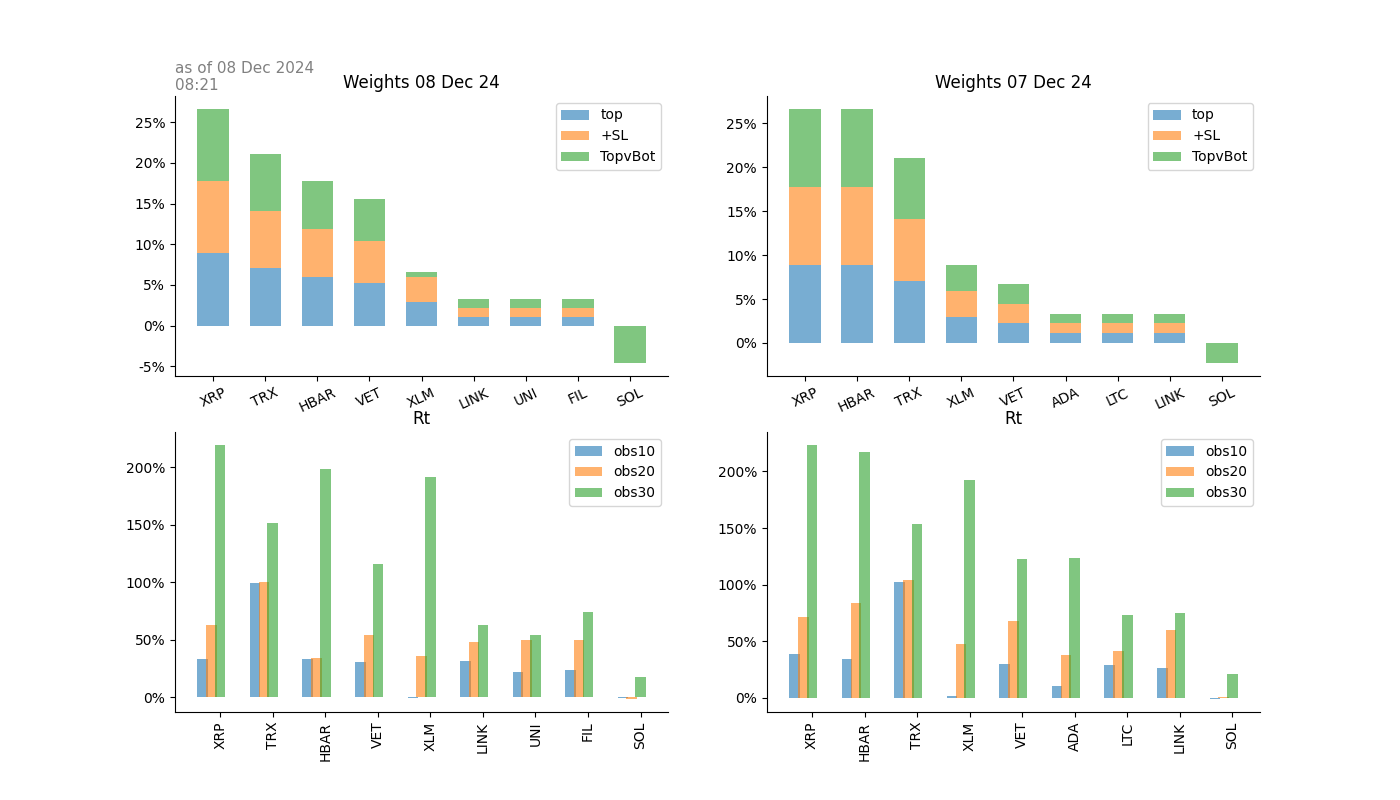 as of 08 Dec 2024
08:21
Weights 08 Dec 24
25%
20%
15%
10%
5%
0%
-5%
top
+SL
TopvBot
XRP
TRX
HBAR
VET
XLM
LINK
UNI
FIL
SOL
Weights 07 Dec 24
25%
20%
15%
10%
5%
0%
top
+SL
TopvBot
XRP
HBAR
TRX
XLM
VET
ADA
LTC
LINK
SOL
Rt
200%
150%
100%
50%
0%
obs10
obs20
obs30
XRP
TRX
HBAR
VET
XLM
LINK
UNI
FIL
SOL
Rt
200%
150%
100%
50%
0%
obs10
obs20
obs30
XRP
HBAR
TRX
XLM
VET
ADA
LTC
LINK
SOL